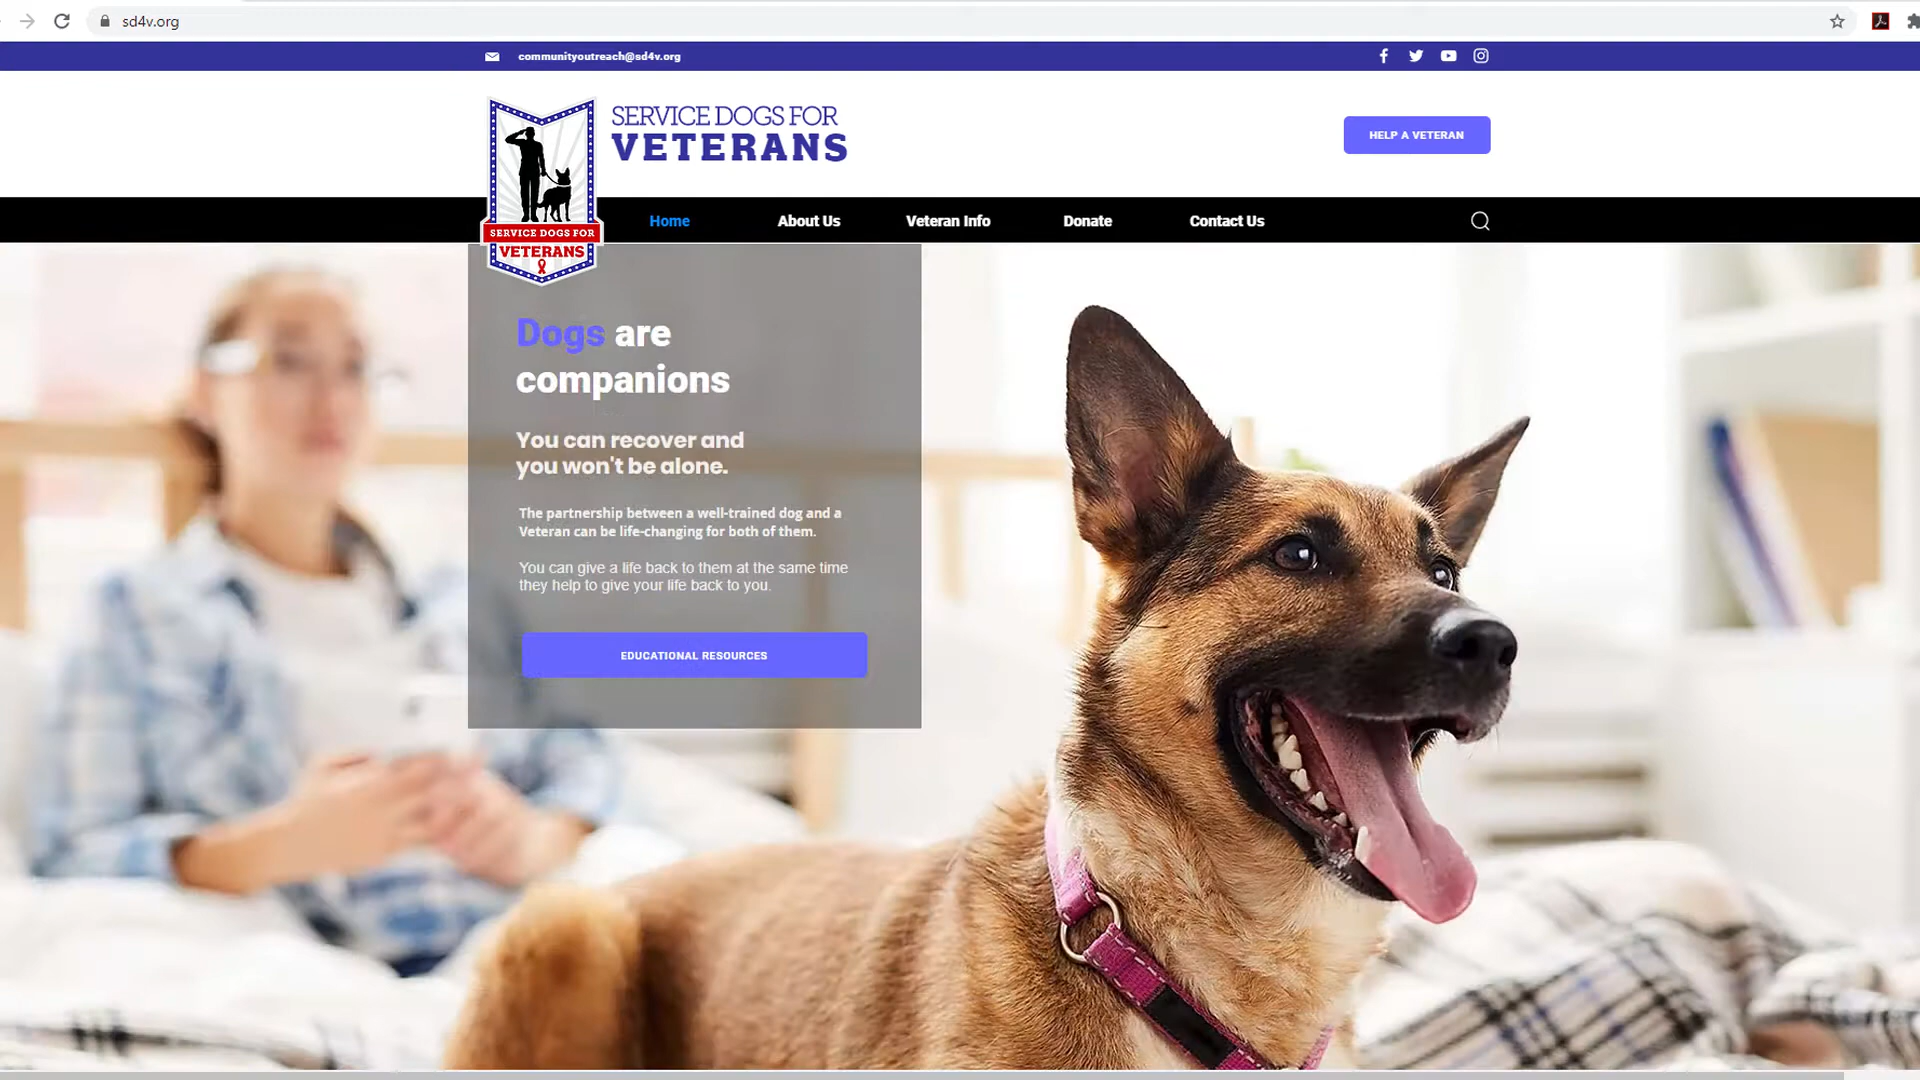 sd4v.org
communityoutreach@sd4v.org
SERVICE DOGS FOR
VETERANS
HELP A VETERAN
SERVICE DOGS FOR
VETERANS
Home
About Us
Veteran Info
Donate
Contact Us
Dogs are
companions
You can recover and
you won't be alone.
The partnership between a well-trained dog and a
Veteran can be life-changing for both of them.
You can give a life back to them at the same time
they help to give your life back to you.
EDUCATIONAL RESOURCES